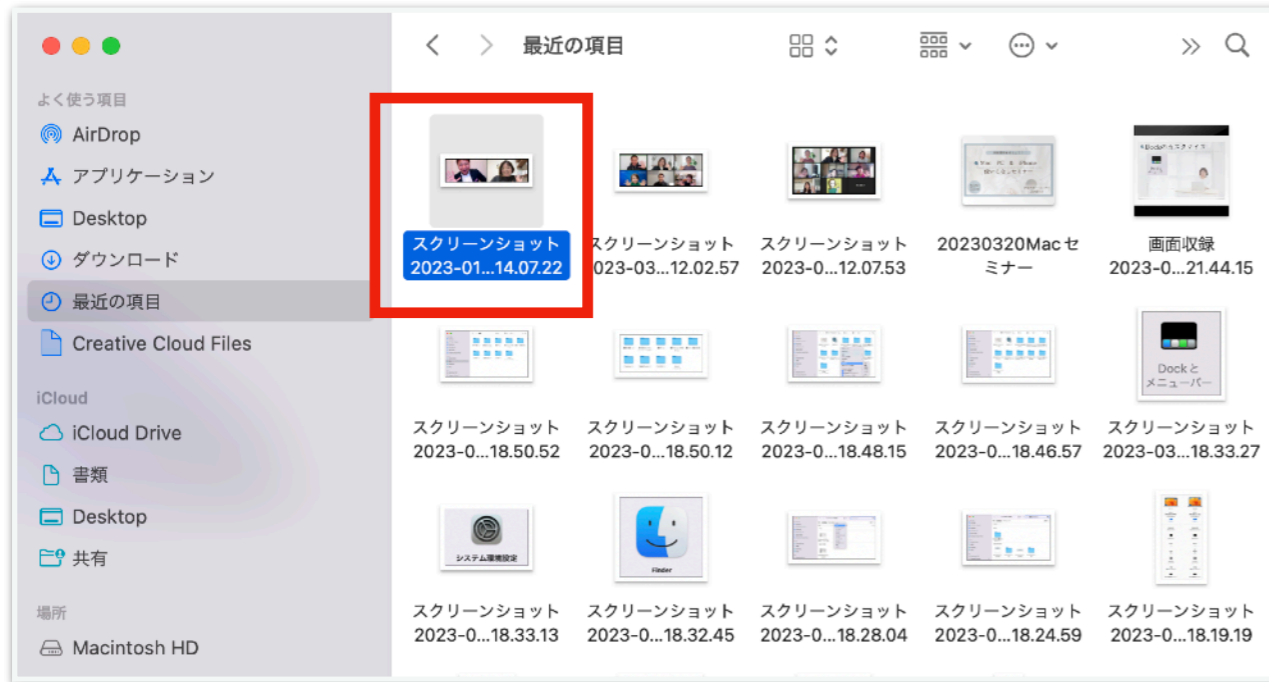 最近の項目
よく使う項目
AirDrop
アプリケーション
Desktop
ダウンロード
最近の項目
Creative Cloud Files
iCloud
iCloud Drive
書類
Desktop
共有
場所
Macintosh HD
スクリーンショット
2023-01...14.07.22
スクリーンショット
023-03...12.02.57
スクリーンショット
2023-0...12.07.53
20230320Macセ
ミナー
画面収録
2023-0...21.44.15
Dockと
メニューバー
スクリーンショット
2023-0...18.50.52
スクリーンショット
2023-0...18.50.12
スクリーンショット
2023-0...18.48.15
スクリーンショット
2023-0...18.46.57
スクリーンショット
2023-03...18.33.27
システム環境設定
Finder
スクリーンショット
2023-0...18.33.13
スクリーンショット
2023-0...18.32.45
スクリーンショット
2023-0...18.28.04
スクリーンショット
2023-0...18.24.59
スクリーンショット
2023-0...18.19.19